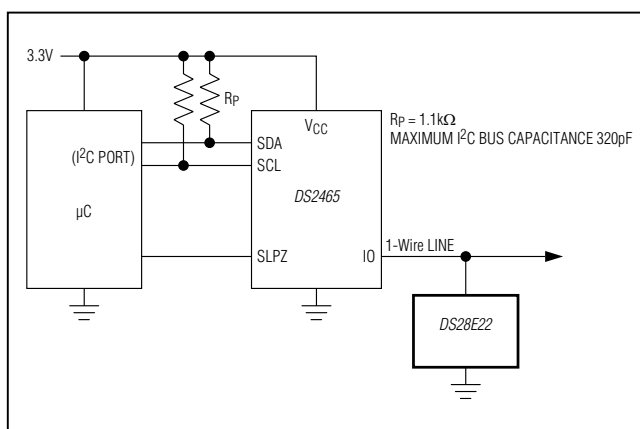 3.3V
RP
VCC
RP = 1.1kΩ
MAXIMUM I2C BUS CAPACITANCE 320pF
SDA
(I2C PORT)
SCL
DS2465
µC
1-Wire LINE
SLPZ
IO
DS28E22